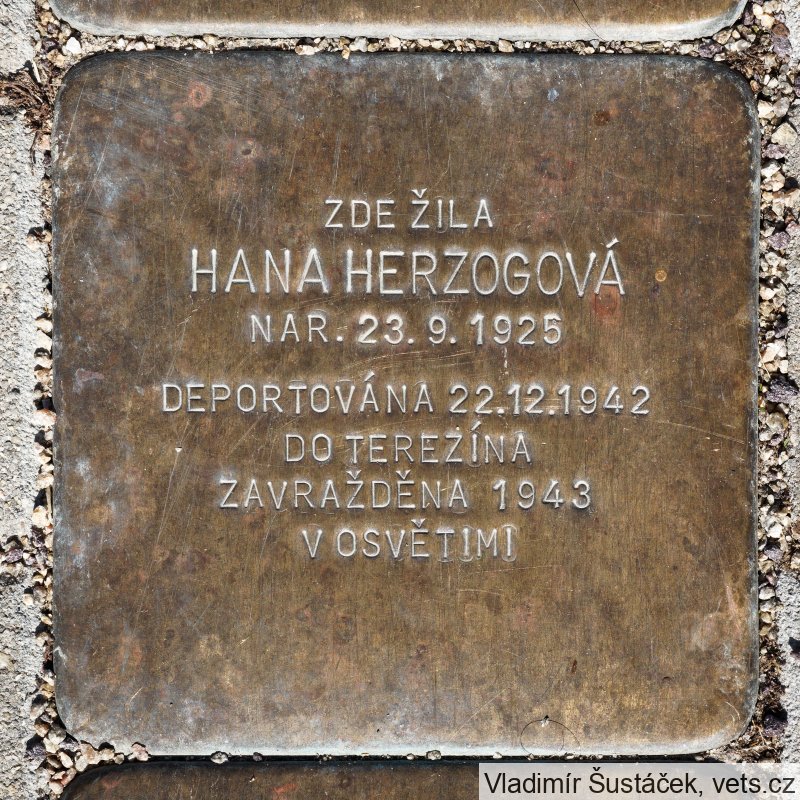 ZDE ŽILA
HANA HERZOGOVÁ
NAR. 23. 9. 1925
DEPORTOVÁNA 22.12.1942
DO TEREZÍNA
ZAVRAŽDĚNA 1943
V OSVĚTIMI
Vladimír Šustáček, vets.cz